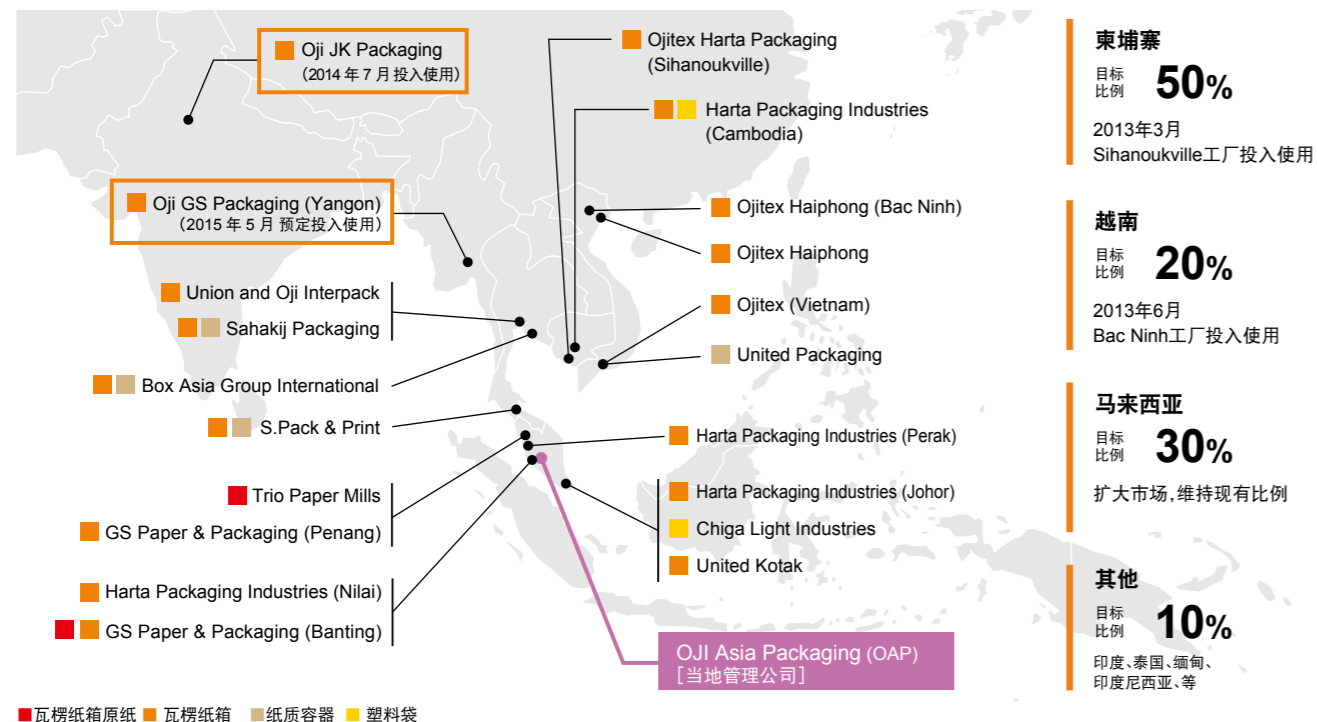 Oji JK Packaging
（2014 年 7 月 投入使用）
Oji GS Packaging (Yangon)
（2015 年 5 月 预定投入使用）
Union and Oji Interpack
Sahakij Packaging
Box Asia Group International
S.Pack & Print
Trio Paper Mills
GS Paper & Packaging (Penang)
Harta Packaging Industries (Nilai)
GS Paper & Packaging (Banting)
Ojitex Harta Packaging
(Sihanoukville)
Harta Packaging Industries
(Cambodia)
Ojitex Haiphong (Bac Ninh)
Ojitex Haiphong
Ojitex (Vietnam)
United Packaging
Harta Packaging Industries (Perak)
Harta Packaging Industries (Johor)
Chiga Light Industries
United Kotak
OJI Asia Packaging (OAP)
［当地管理公司］
柬埔寨
目标
比例 50%
2013年3月
Sihanoukville工厂投入使用
越南
目标
比例 20%
2013年6月
Bac Ninh工厂投入使用
马来西亚
目标
比例 30%
扩大市场,维持现有比例
其他
目标
比例 10%
印度、泰国、缅甸、
印度尼西亚、等
瓦楞纸箱原纸 瓦楞纸箱 纸质容器 塑料袋